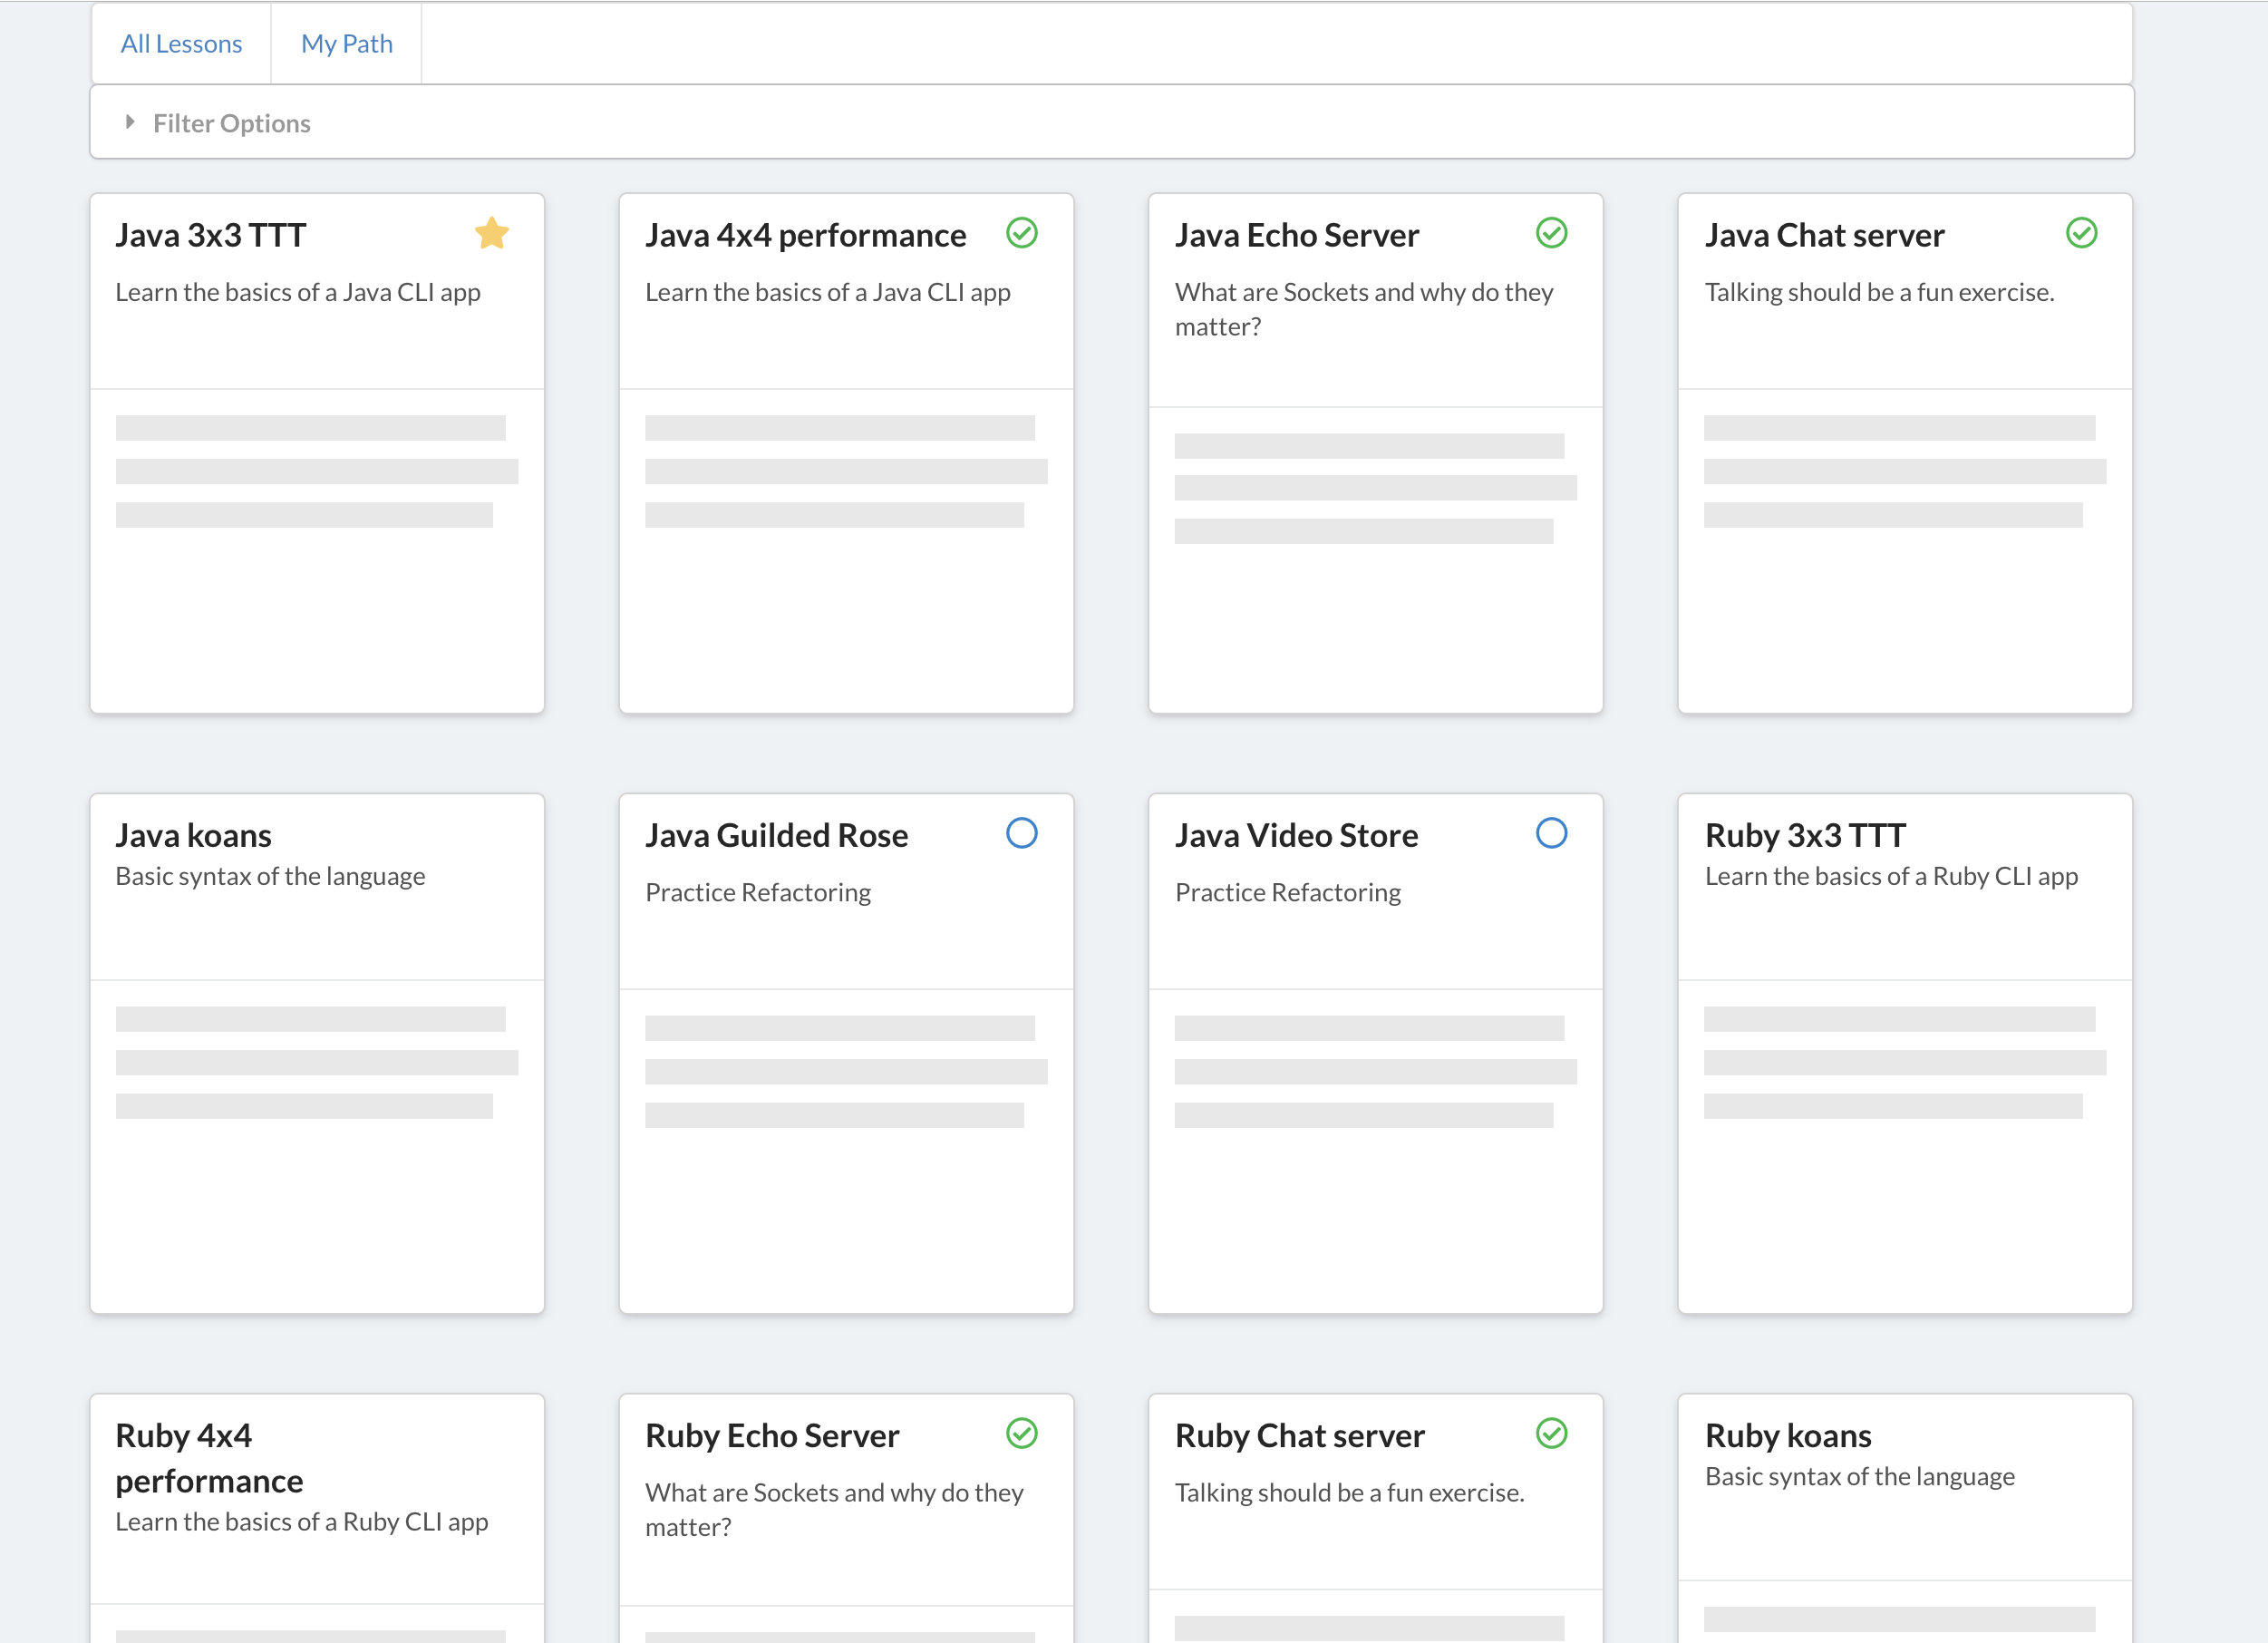 All Lessons
My Path
Filter Options
Java 3x3 TTT
Learn the basics of a Java CLI app
Java 4x4 performance
Learn the basics of a Java CLI app
Java Echo Server
What are Sockets and why do they
matter?
Java Chat server
Talking should be a fun exercise.
Java koans
Basic syntax of the language
Java Guilded Rose
Practice Refactoring
Java Video Store
Practice Refactoring
Ruby 3x3 TTT
Learn the basics of a Ruby CLI app
Ruby 4x4
performance
Learn the basics of a Ruby CLI app
Ruby Echo Server
What are Sockets and why do they
matter?
Ruby Chat server
Talking should be a fun exercise.
Ruby koans
Basic syntax of the language